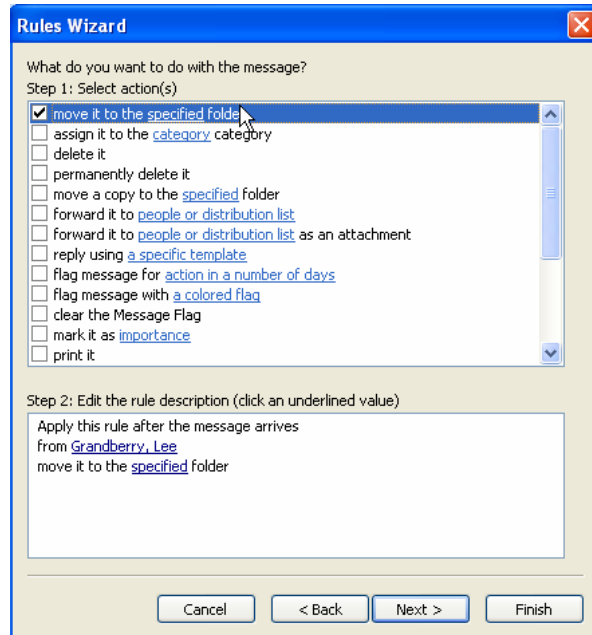 Rules Wizard
What do you want to do with the message?
Step 1: Select action(s)
move it to the specified folde
assign it to the category category
delete it
permanently delete it
move a copy to the specified folder
forward it to people or distribution list
forward it to people or distribution list as an attachment
reply using a specific template
flag message for action in a number of days
flag message with a colored flag
clear the Message Flag
mark it as importance
print it
Step 2: Edit the rule description (click an underlined value)
Apply this rule after the message arrives
from Grandberry, Lee
move it to the specified folder
Cancel < Back Next > Finish